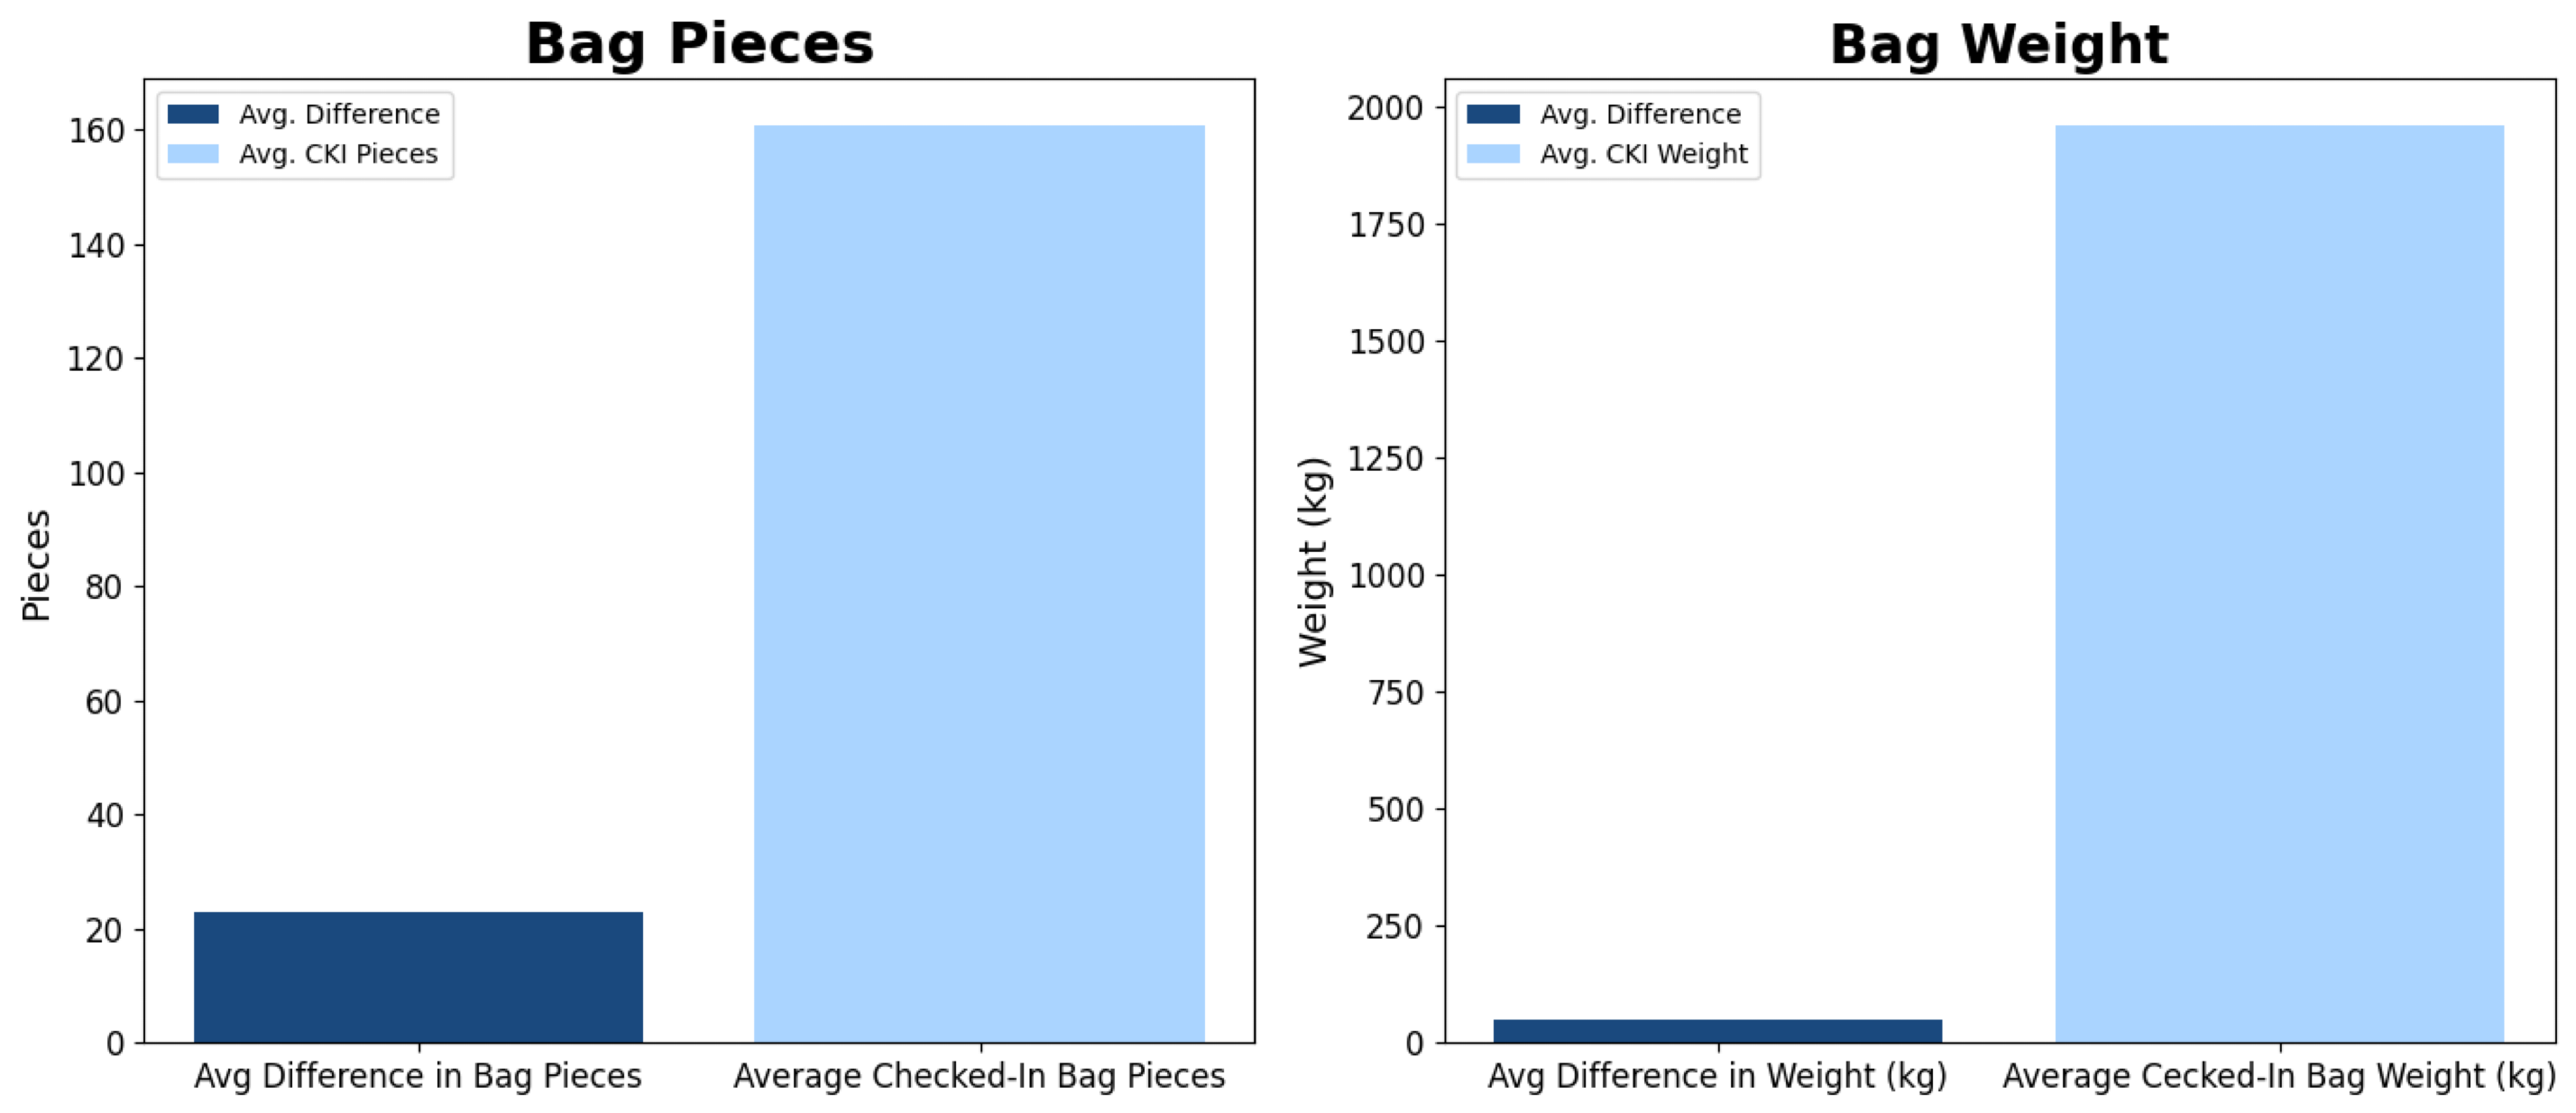 Bag Pieces
Avg. Difference
Avg. CKI Pieces
160
140
120
100
80
60
40
20
0
Pieces
Avg Difference in Bag Pieces
Average Checked-In Bag Pieces
Bag Weight
Avg. Difference
Avg. CKI Weight
2000
1750
1500
1250
1000
750
500
250
0
Weight (kg)
Avg Difference in Weight (kg)
Average Cecked-In Bag Weight (kg)